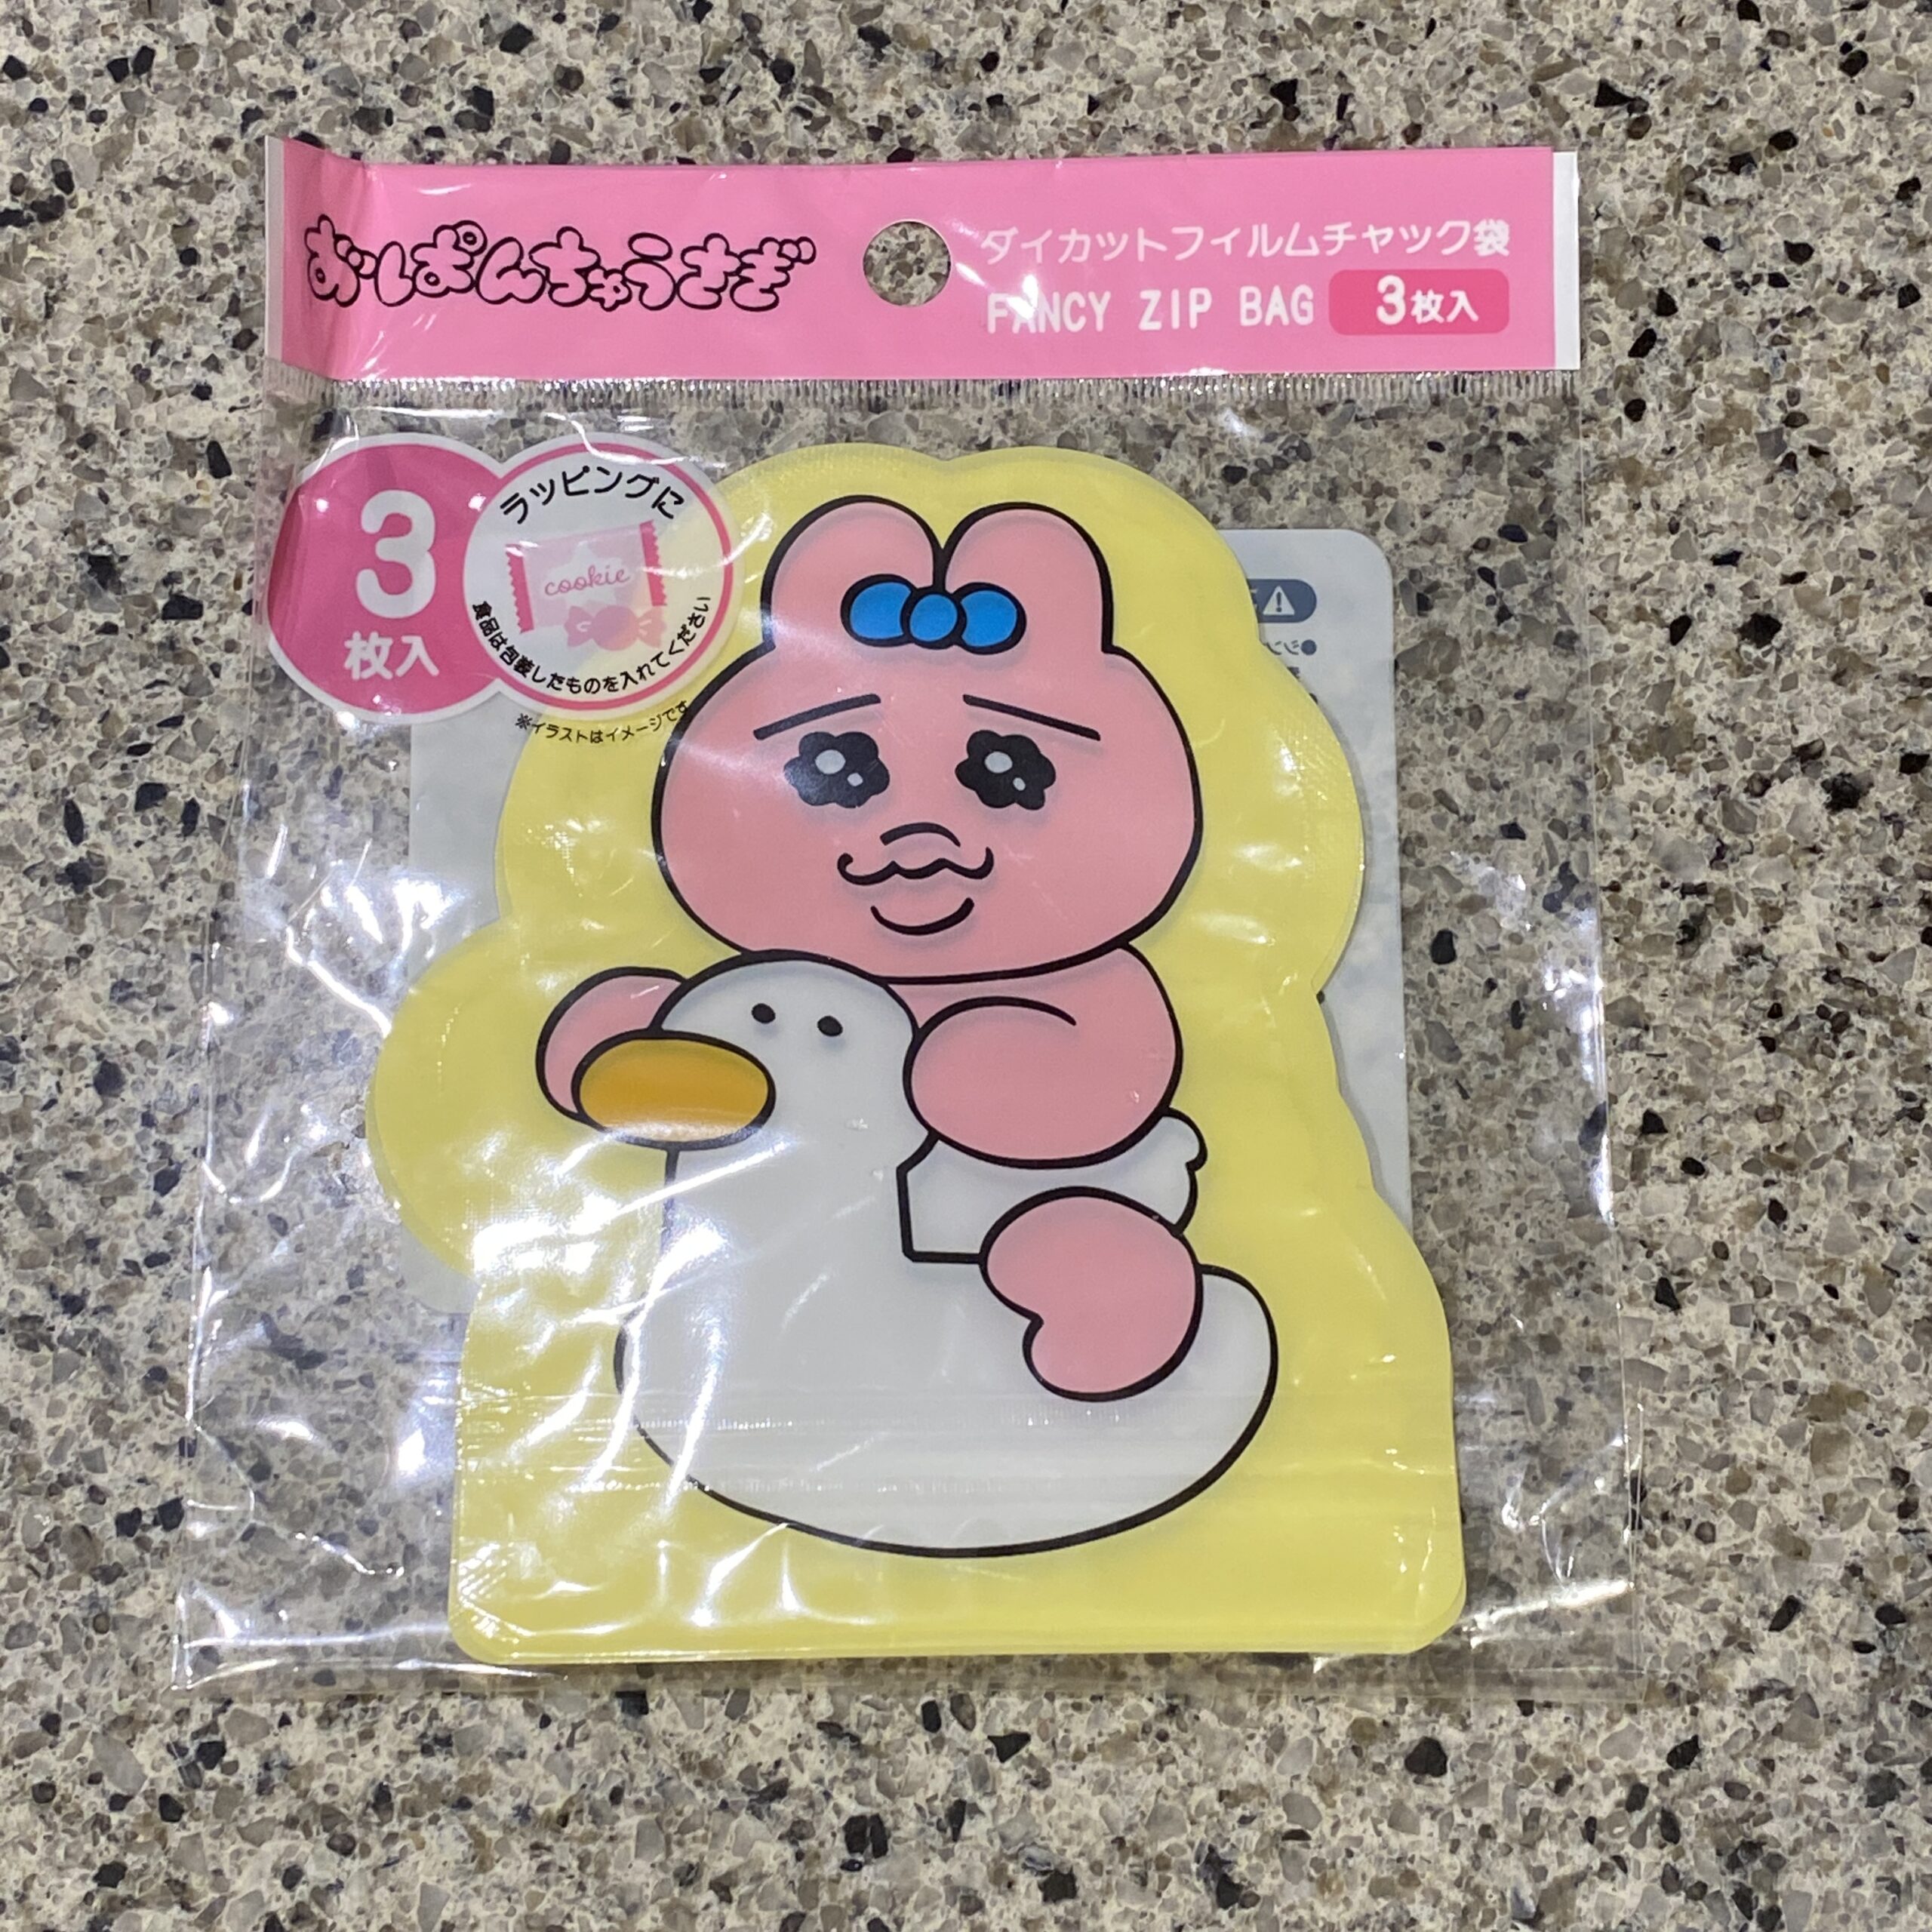 おぱんちゅうさぎ
ダイカットフィルムチャック袋
FANCY ZIP BAG 3枚入
3
枚入
ラッピングに
cookie
食品は包装したものを入れてください
※イラストはイメージです